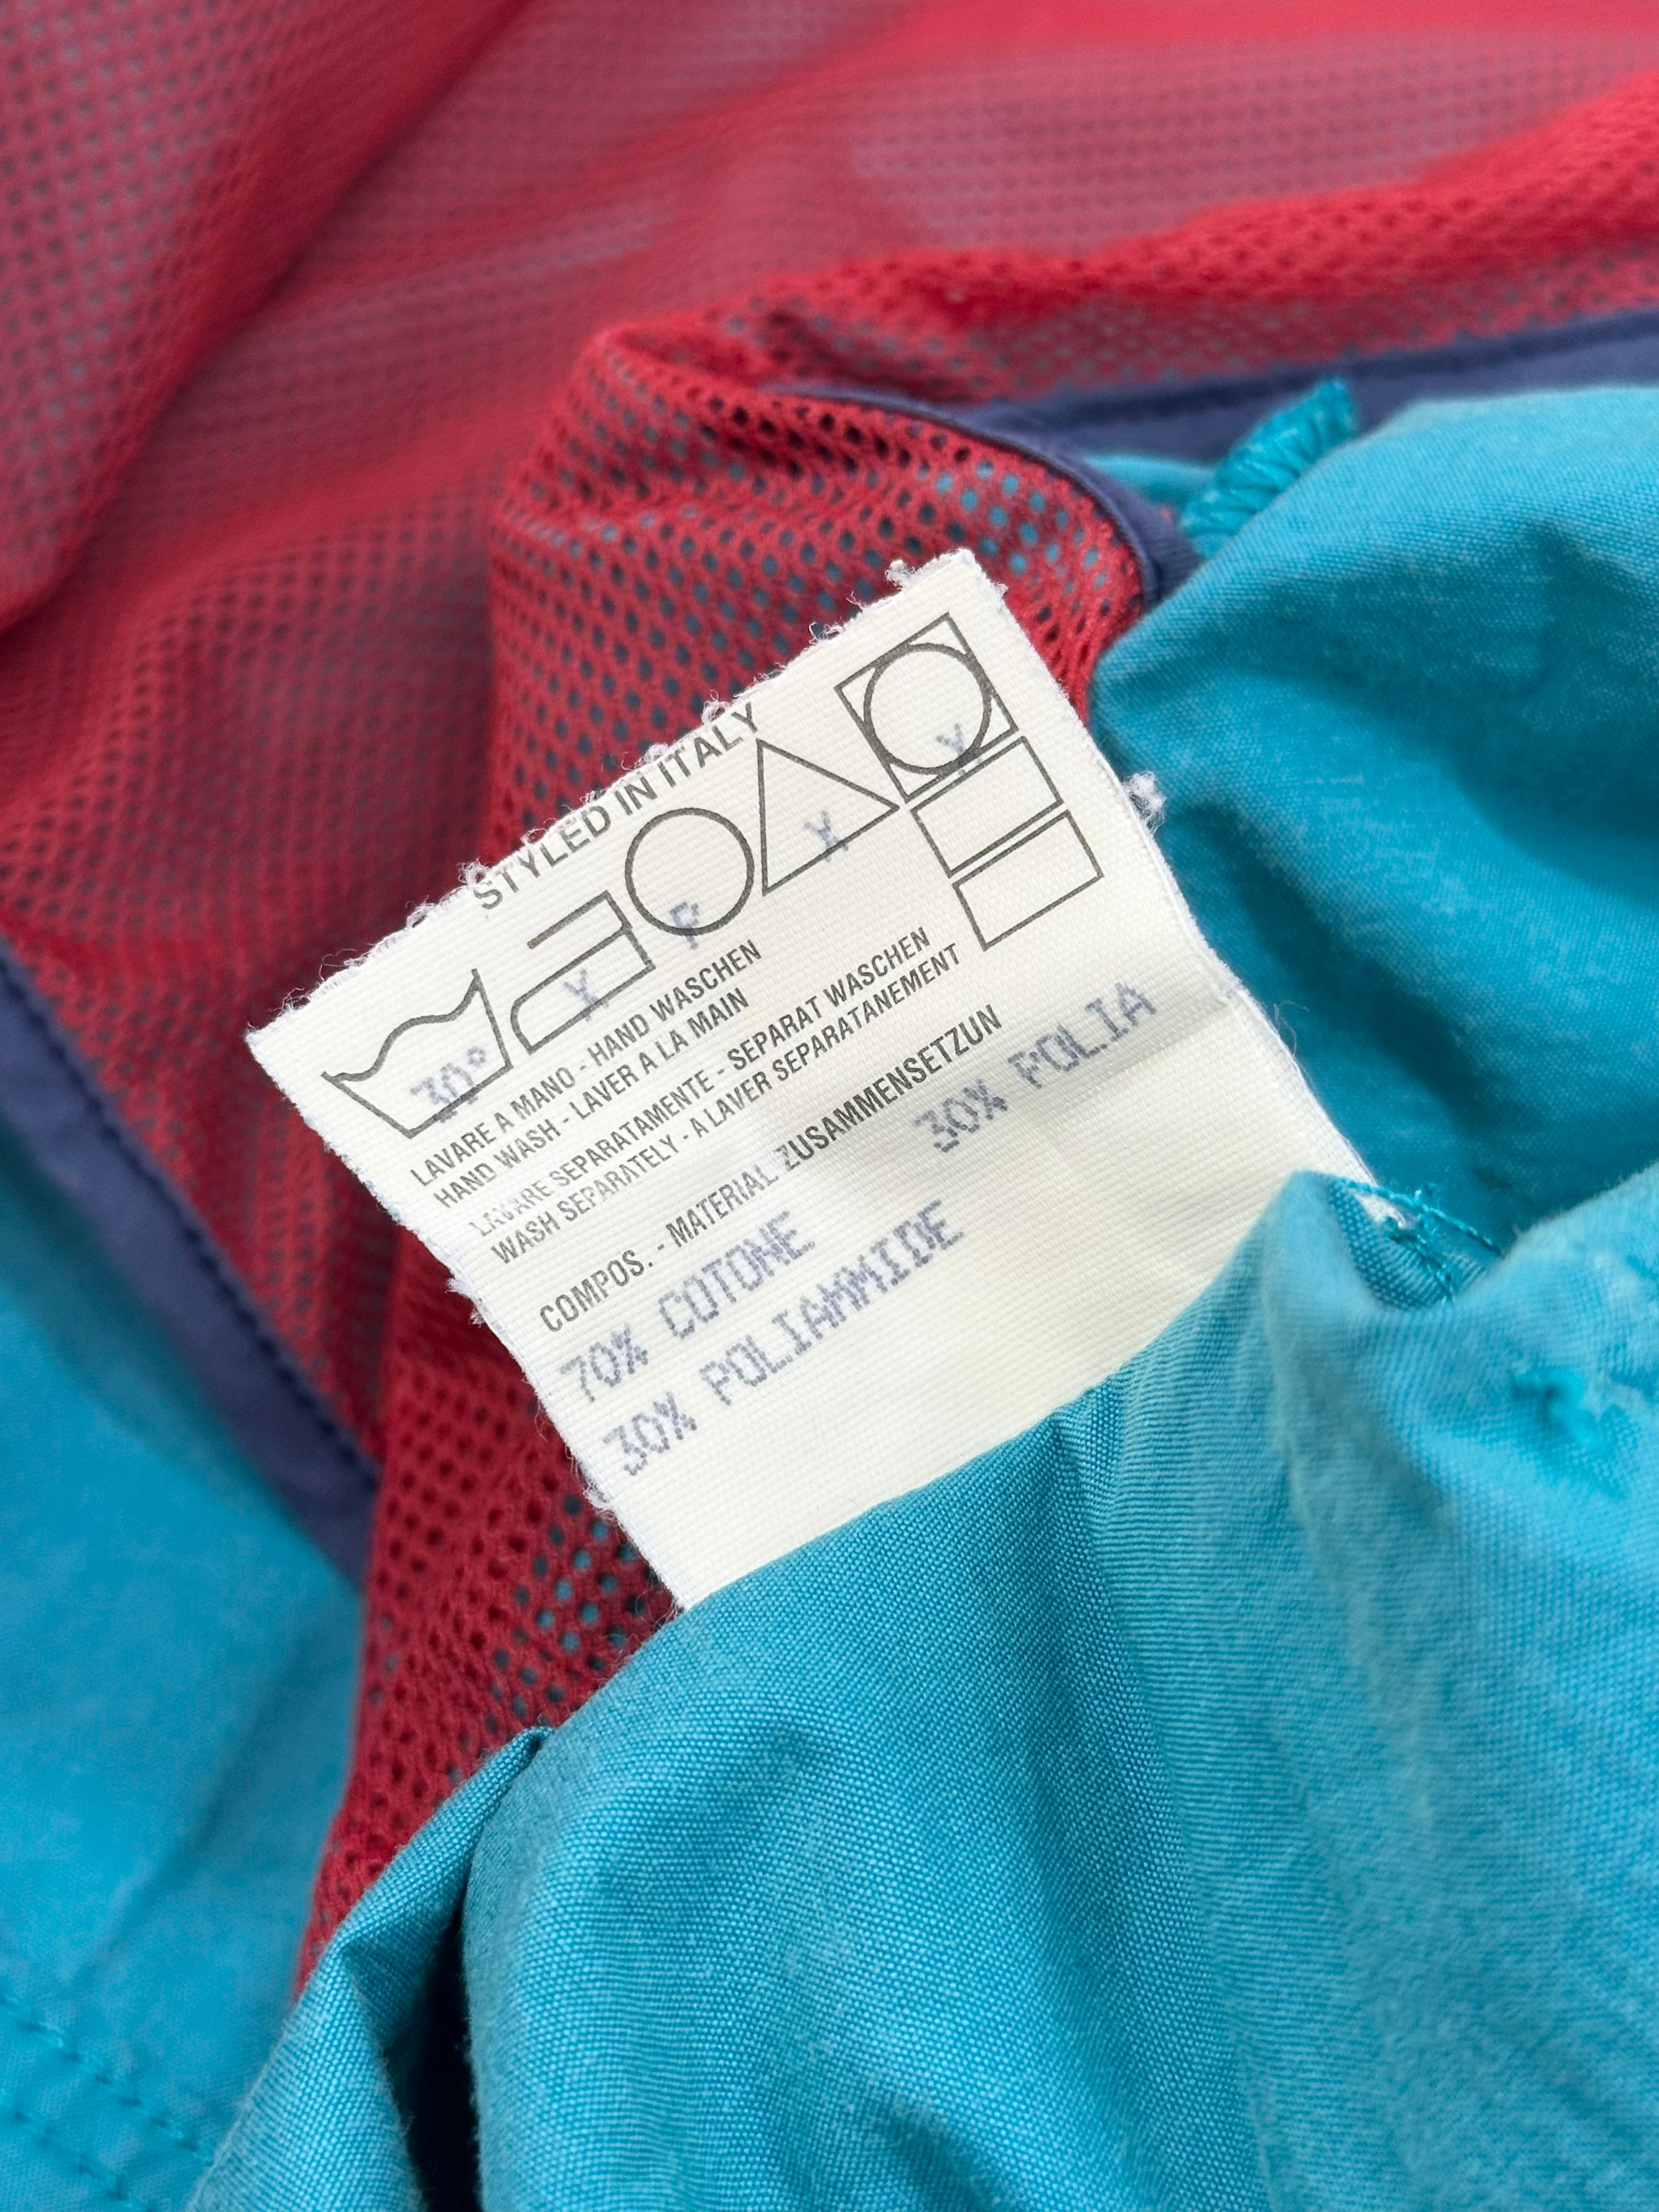 STYLED IN ITALY
30° X P X X
LAVARE A MANO - HAND WASCHEN
HAND WASH - LAVER A LA MAIN
LAVARE SEPARATAMENTE - SEPARAT WASCHEN
WASH SEPARATELY - A LAVER SEPARATANEMENT
COMPOS. - MATERIAL ZUSAMMENSETZUN
70% COTONE 30% POLIA
30% POLIAMMIDE